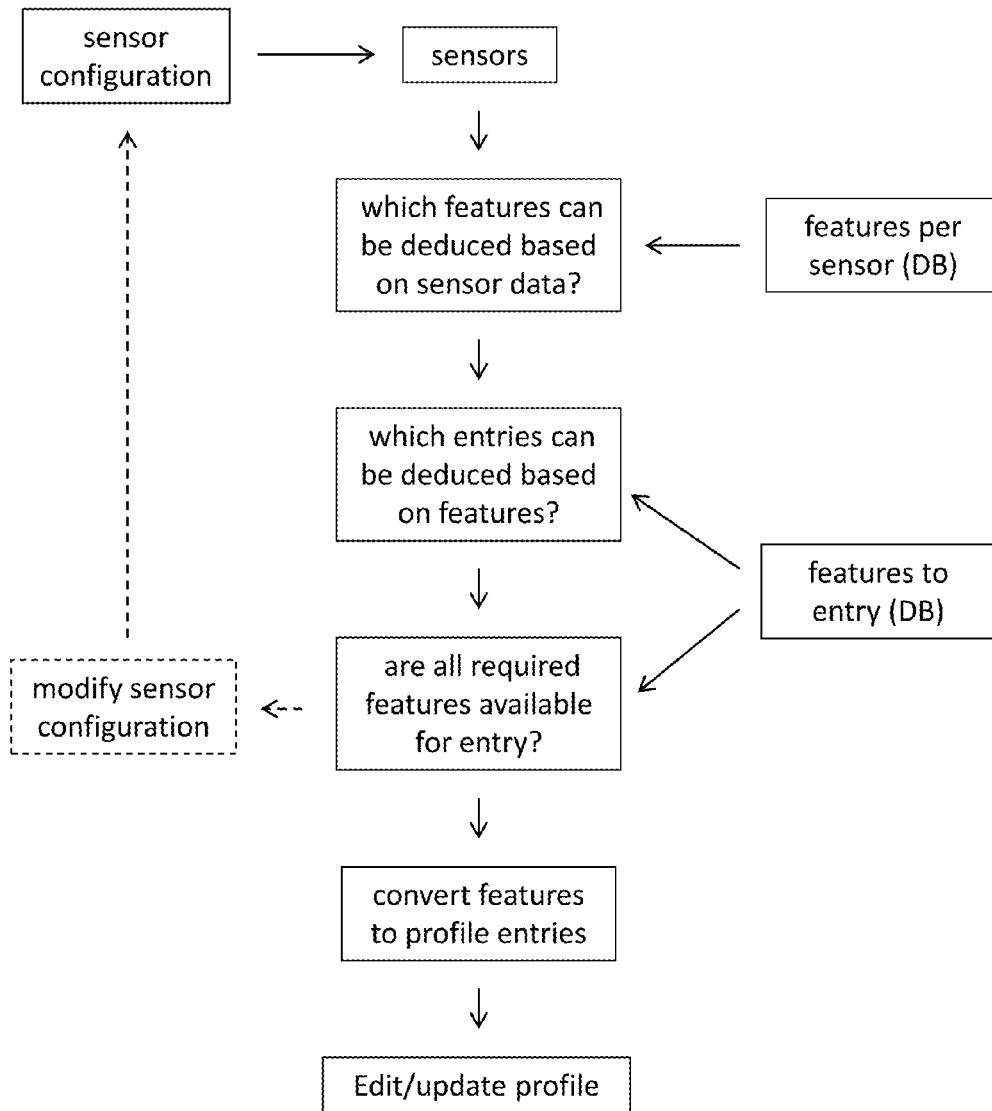 sensor
configuration
sensors
which features can
be deduced based
on sensor data?
features per
sensor (DB)
which entries can
be deduced based
on features?
features to
entry (DB)
are all required
features available
for entry?
modify sensor
configuration
convert features
to profile entries
Edit/update profile